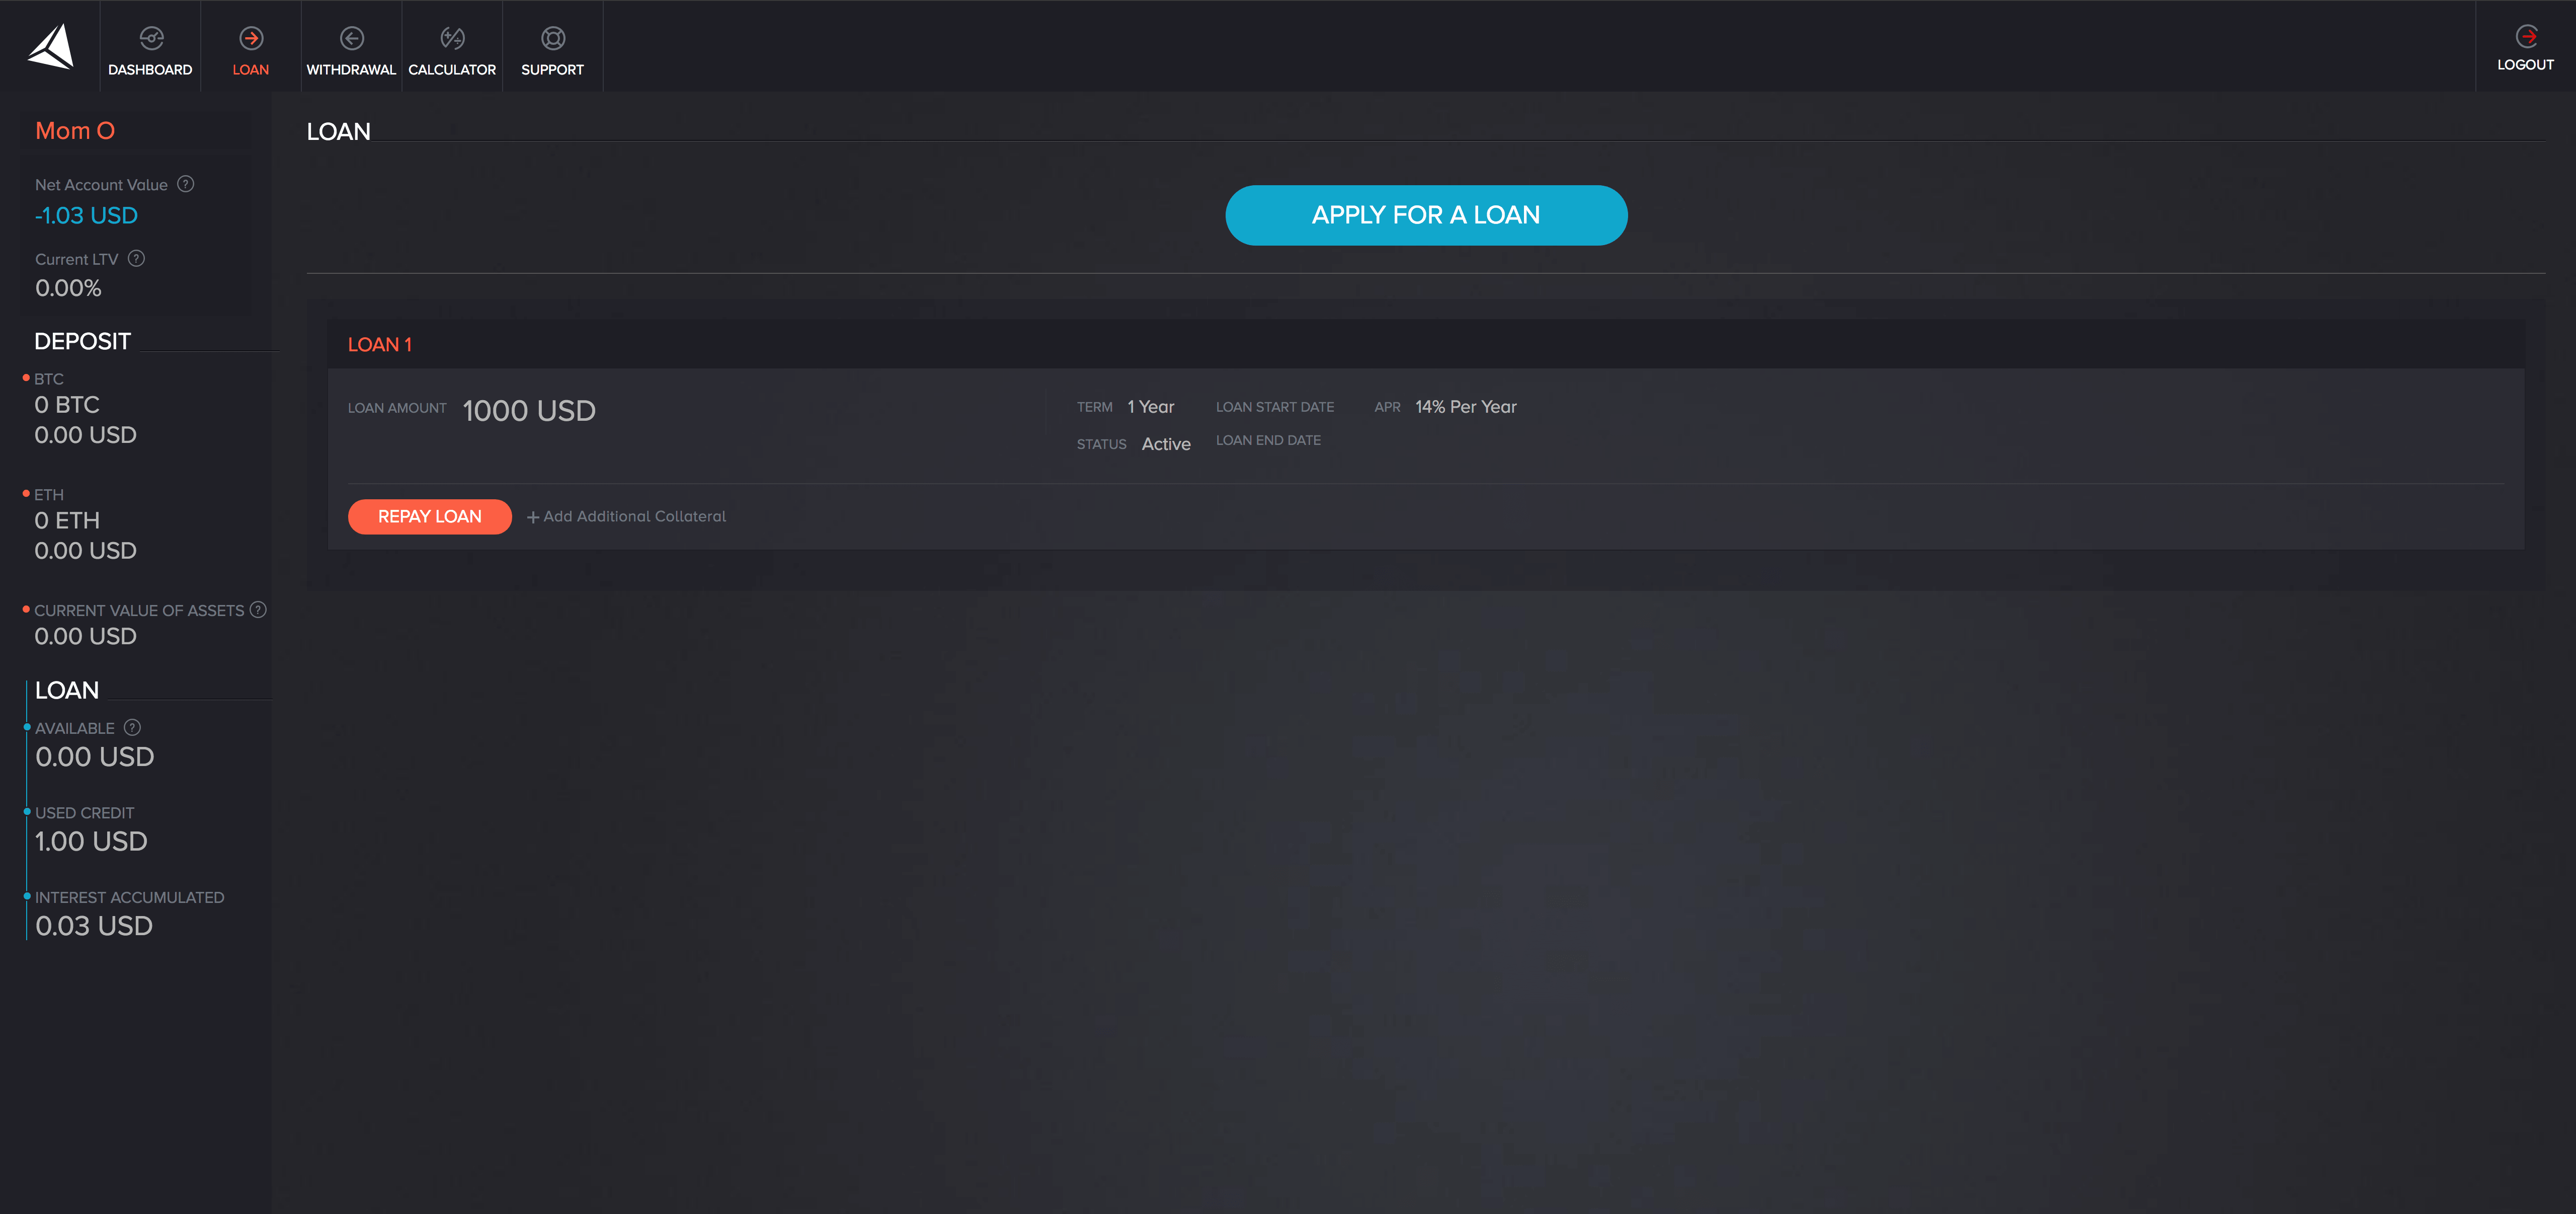 DASHBOARD
LOAN
WITHDRAWAL
CALCULATOR
SUPPORT
LOGOUT
Mom O
Net Account Value ?
-1.03 USD
Current LTV ?
0.00%
DEPOSIT
BTC
0 BTC
0.00 USD
ETH
0 ETH
0.00 USD
CURRENT VALUE OF ASSETS ?
0.00 USD
LOAN
AVAILABLE ?
0.00 USD
USED CREDIT
1.00 USD
INTEREST ACCUMULATED
0.03 USD
LOAN
APPLY FOR A LOAN
LOAN 1
LOAN AMOUNT 1000 USD
TERM 1 Year LOAN START DATE APR 14% Per Year
STATUS Active LOAN END DATE
REPAY LOAN + Add Additional Collateral